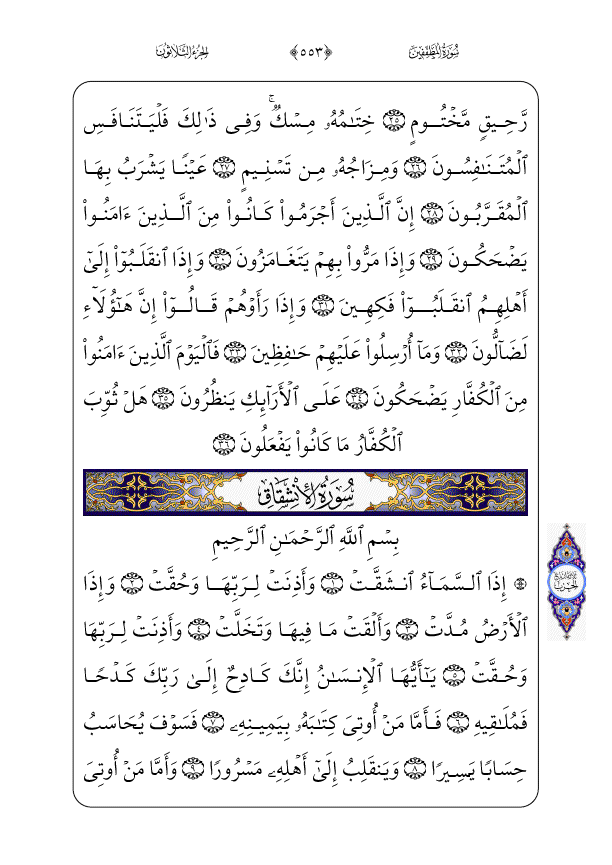 سُورَةُ المُطَفِّفِينَ ﴿٥٥٣﴾ الجُزْءُ الثَّلَاثُونَ
رَّحِيقٍ مَّخْتُومٍ ٢٥ خِتَـٰمُهُۥ مِسْكٌۚ وَفِى ذَٰلِكَ فَلْيَتَنَافَسِ
ٱلْمُتَنَـٰفِسُونَ ٢٦ وَمِزَاجُهُۥ مِن تَسْنِيمٍ ٢٧ عَيْنًا يَشْرَبُ بِهَا
ٱلْمُقَرَّبُونَ ٢٨ إِنَّ ٱلَّذِينَ أَجْرَمُوا۟ كَانُوا۟ مِنَ ٱلَّذِينَ ءَامَنُوا۟
يَضْحَكُونَ ٢٩ وَإِذَا مَرُّوا۟ بِهِمْ يَتَغَامَزُونَ ٣٠ وَإِذَا ٱنقَلَبُوٓا۟ إِلَىٰٓ
أَهْلِهِمُ ٱنقَلَبُوٓا۟ فَكِهِينَ ٣١ وَإِذَا رَأَوْهُمْ قَالُوٓا۟ إِنَّ هَـٰٓؤُلَآءِ
لَضَآلُّونَ ٣٢ وَمَآ أُرْسِلُوا۟ عَلَيْهِمْ حَـٰفِظِينَ ٣٣ فَٱلْيَوْمَ ٱلَّذِينَ ءَامَنُوا۟
مِنَ ٱلْكُفَّارِ يَضْحَكُونَ ٣٤ عَلَى ٱلْأَرَآئِكِ يَنظُرُونَ ٣٥ هَلْ ثُوِّبَ
ٱلْكُفَّارُ مَا كَانُوا۟ يَفْعَلُونَ ٣٦
سُورَةُ الِانْشِقَاقِ
بِسْمِ ٱللَّهِ ٱلرَّحْمَـٰنِ ٱلرَّحِيمِ
۞ إِذَا ٱلسَّمَآءُ ٱنشَقَّتْ ١ وَأَذِنَتْ لِرَبِّهَا وَحُقَّتْ ٢ وَإِذَا
ٱلْأَرْضُ مُدَّتْ ٣ وَأَلْقَتْ مَا فِيهَا وَتَخَلَّتْ ٤ وَأَذِنَتْ لِرَبِّهَا
وَحُقَّتْ ٥ يَـٰٓأَيُّهَا ٱلْإِنسَـٰنُ إِنَّكَ كَادِحٌ إِلَىٰ رَبِّكَ كَدْحًا
فَمُلَـٰقِيهِ ٦ فَأَمَّا مَنْ أُوتِىَ كِتَـٰبَهُۥ بِيَمِينِهِۦ ٧ فَسَوْفَ يُحَاسَبُ
حِسَابًا يَسِيرًا ٨ وَيَنقَلِبُ إِلَىٰٓ أَهْلِهِۦ مَسْرُورًا ٩ وَأَمَّا مَنْ أُوتِىَ